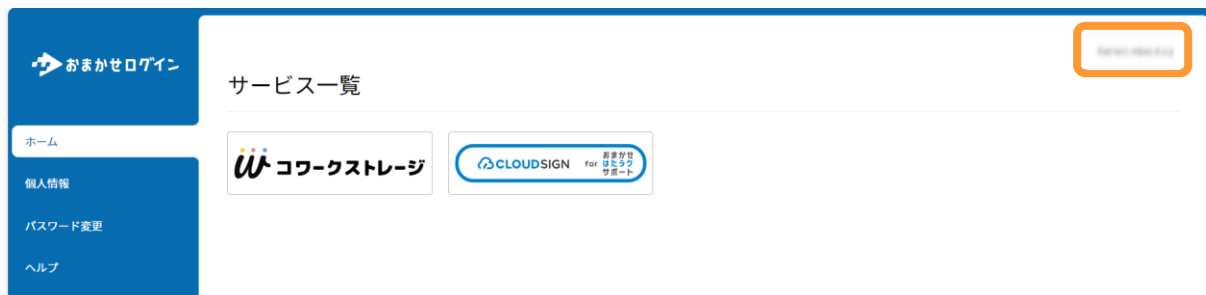 おまかせログイン
サービス一覧
ホーム
個人情報
パスワード変更
ヘルプ
コワークストレージ
CLOUDSIGN for おまかせ
はたラク
サポート